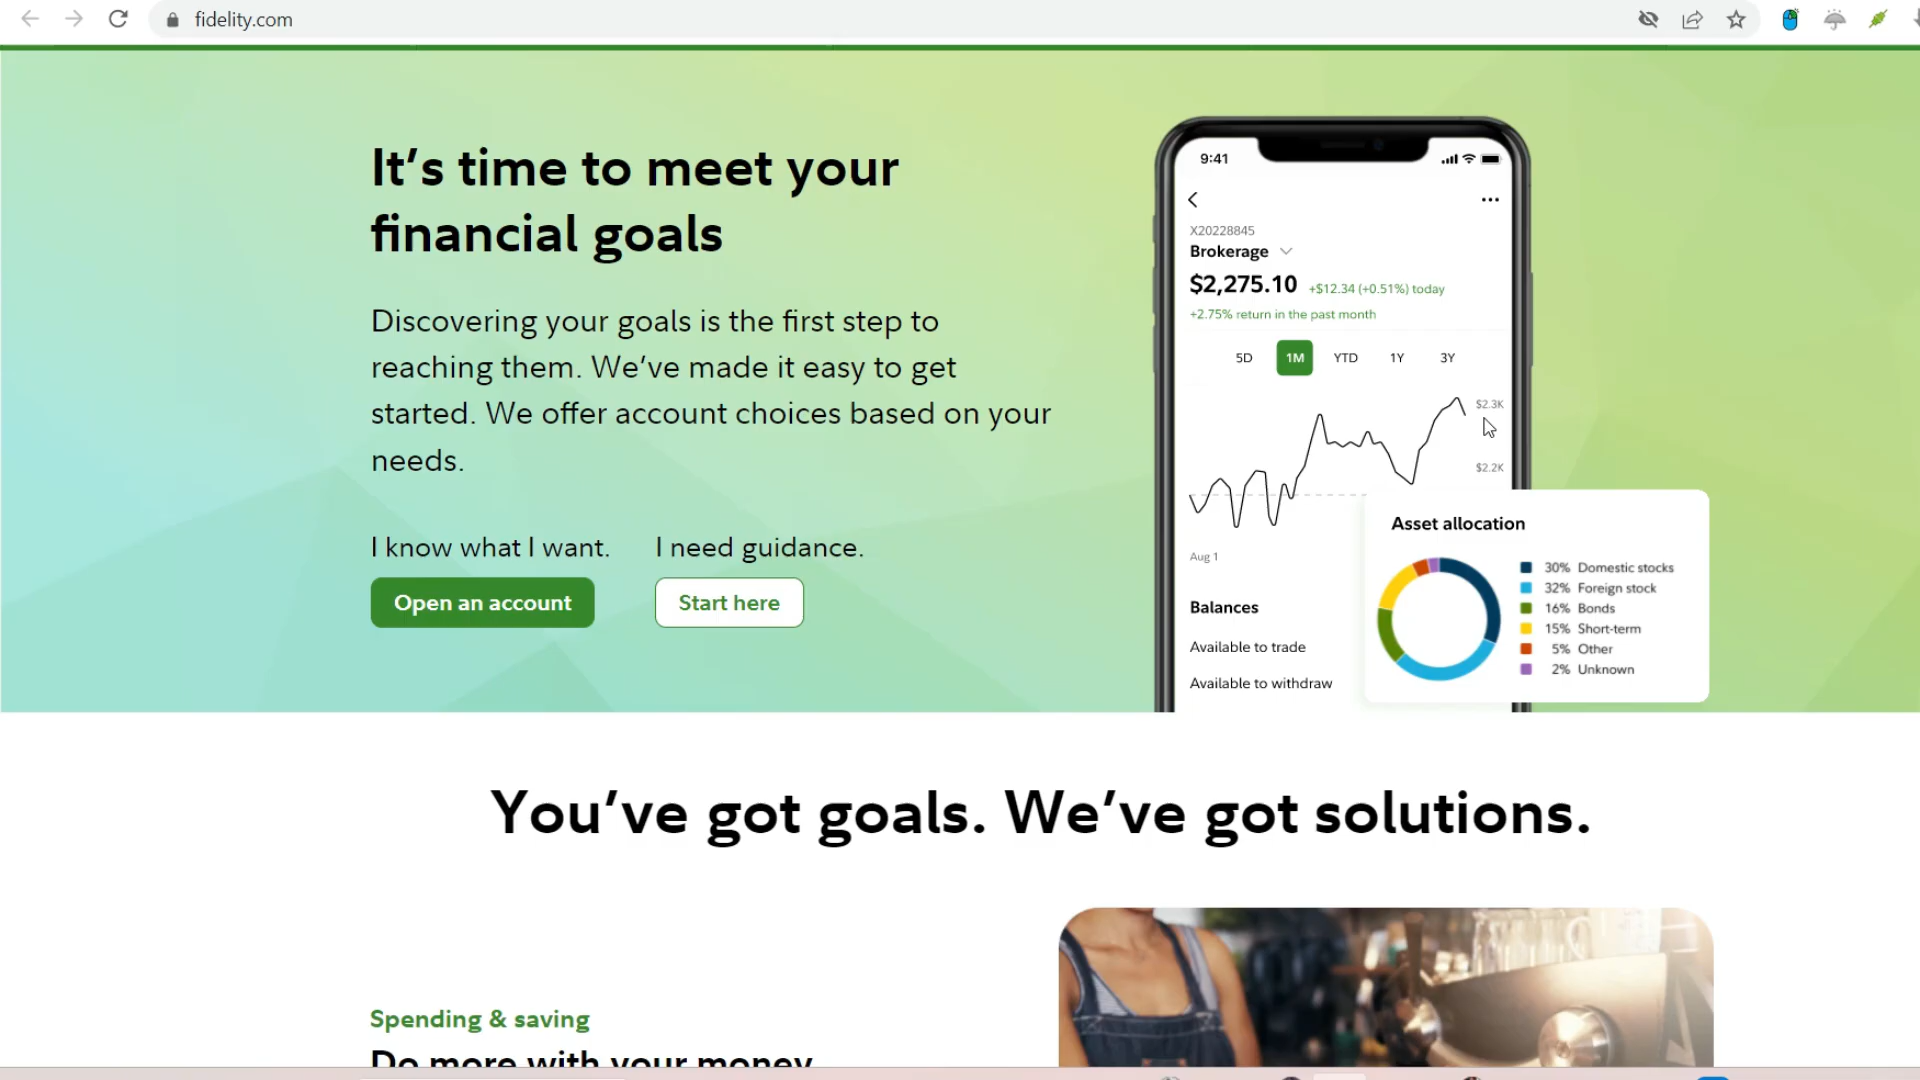 fidelity.com
It's time to meet your
financial goals
Discovering your goals is the first step to
reaching them. We've made it easy to get
started. We offer account choices based on your
needs.
I know what I want.
I need guidance.
Open an account
Start here
9:41
X20228845
Brokerage
$2,275.10 +$12.34 (+0.51%) today
+2.75% return in the past month
5D 1M YTD 1Y 3Y
$2.3K
$2.2K
Aug 1
Balances
Available to trade
Available to withdraw
Asset allocation
30% Domestic stocks
32% Foreign stock
16% Bonds
15% Short-term
5% Other
2% Unknown
You've got goals. We've got solutions.
Spending & saving
Do more with your money